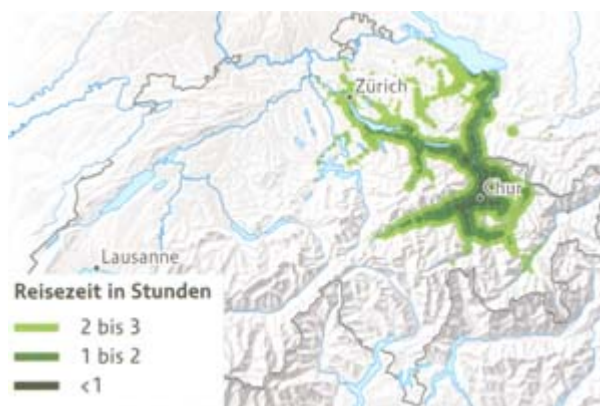 Zürich
Chur
Lausanne
Reisezeit in Stunden
2 bis 3
1 bis 2
<1